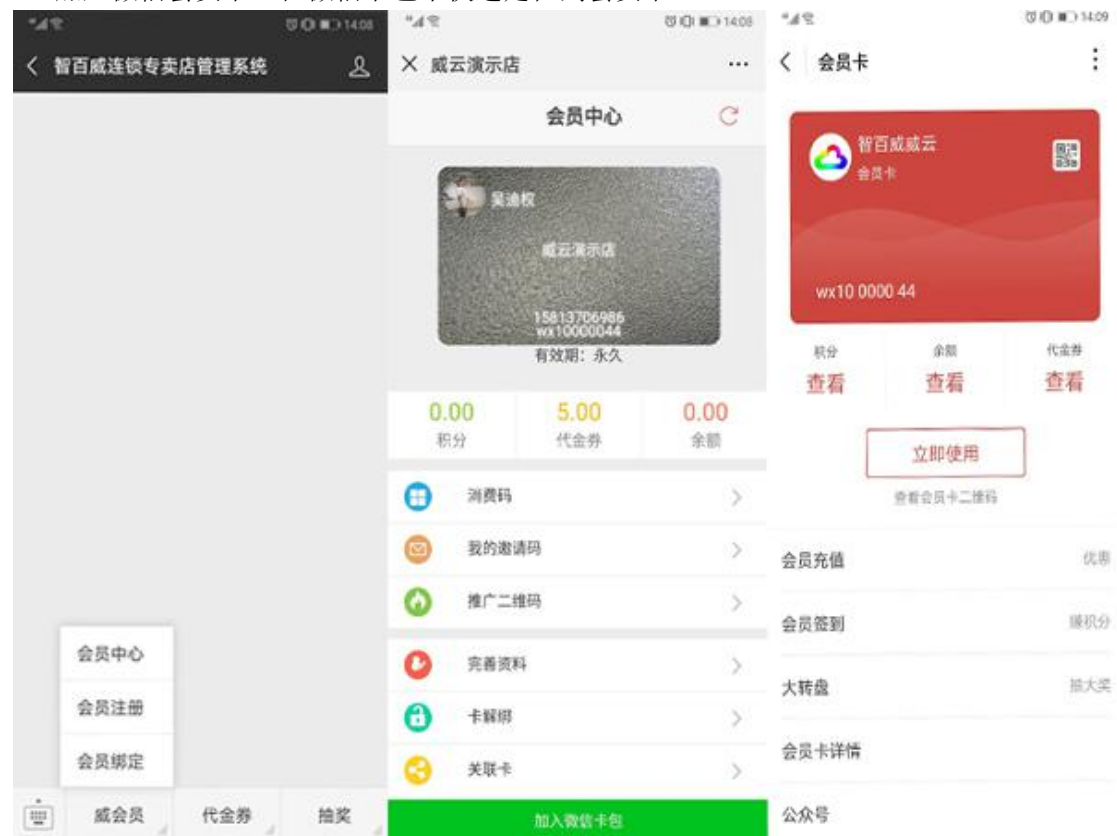 14:08
智百威连锁专卖店管理系统
会员中心
会员注册
会员绑定
威会员
代金券
抽奖
14:08
威云演示店
会员中心
吴迪权
威云演示店
15813706986
wx10000044
有效期：永久
0.00
5.00
0.00
积分
代金券
余额
消费码
我的邀请码
推广二维码
完善资料
卡解绑
关联卡
加入微信卡包
14:09
会员卡
智百威威云
会员卡
wx10 0000 44
积分
余额
代金券
查看
查看
查看
立即使用
查看会员卡二维码
会员充值
优惠
会员签到
赚积分
大转盘
抽大奖
会员卡详情
公众号